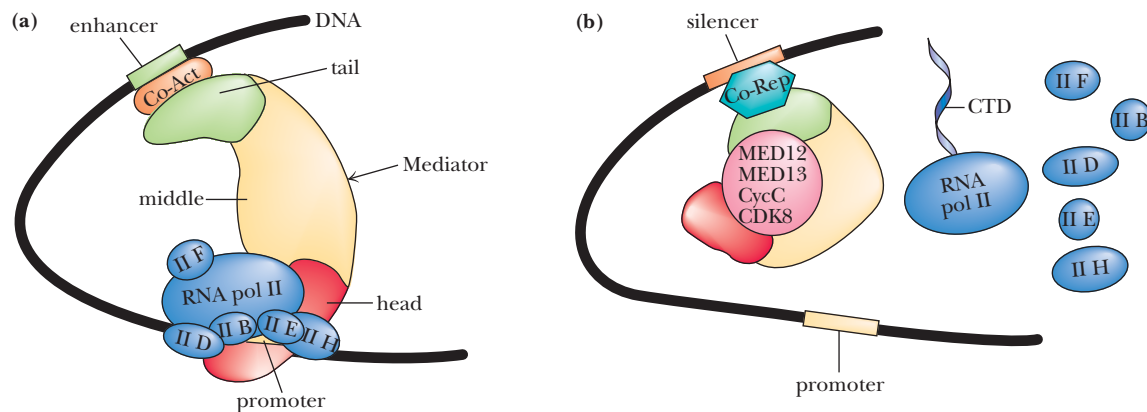 (a)
enhancer
DNA
Co-Act
tail
Mediator
middle
II F
RNA pol II
head
II D
II B
II E
II H
promoter
(b)
silencer
Co-Rep
MED12
MED13
CycC
CDK8
CTD
RNA
pol II
II F
II B
II D
II E
II H
promoter